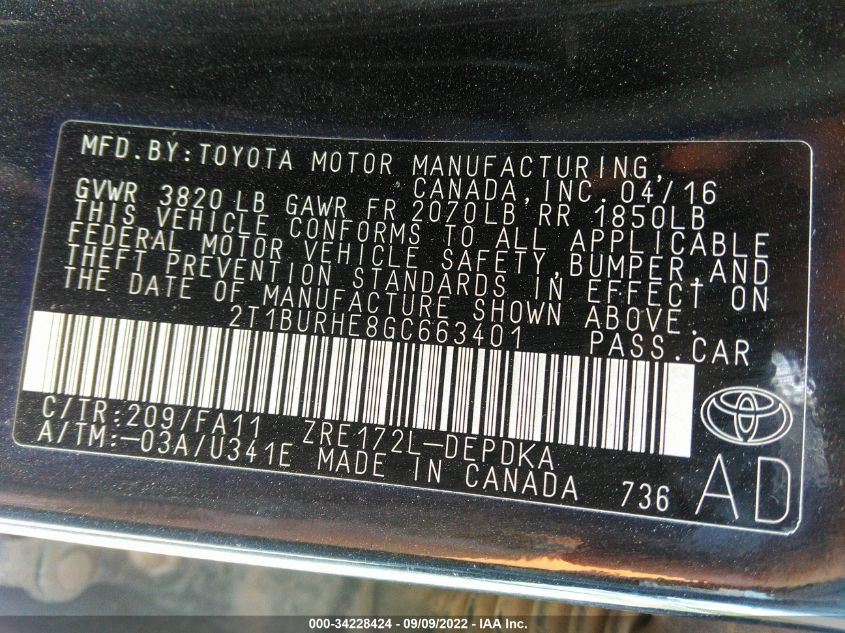 MFD.BY:TOYOTA MOTOR MANUFACTURING,
CANADA,INC. 04/16
GVWR 3820 LB GAWR FR 2070LB RR 1850LB
THIS VEHICLE CONFORMS TO ALL APPLICABLE
FEDERAL MOTOR VEHICLE SAFETY,BUMPER,AND
THEFT PREVENTION STANDARDS IN EFFECT ON
THE DATE OF MANUFACTURE SHOWN ABOVE.
2T1BURHE8GC663401 PASS.CAR
C/TR:209/FA11 ZRE172L-DEPDKA
A/TM:-03A/U341E MADE IN CANADA 736 AD
000-34228424 - 09/09/2022 - IAA Inc.